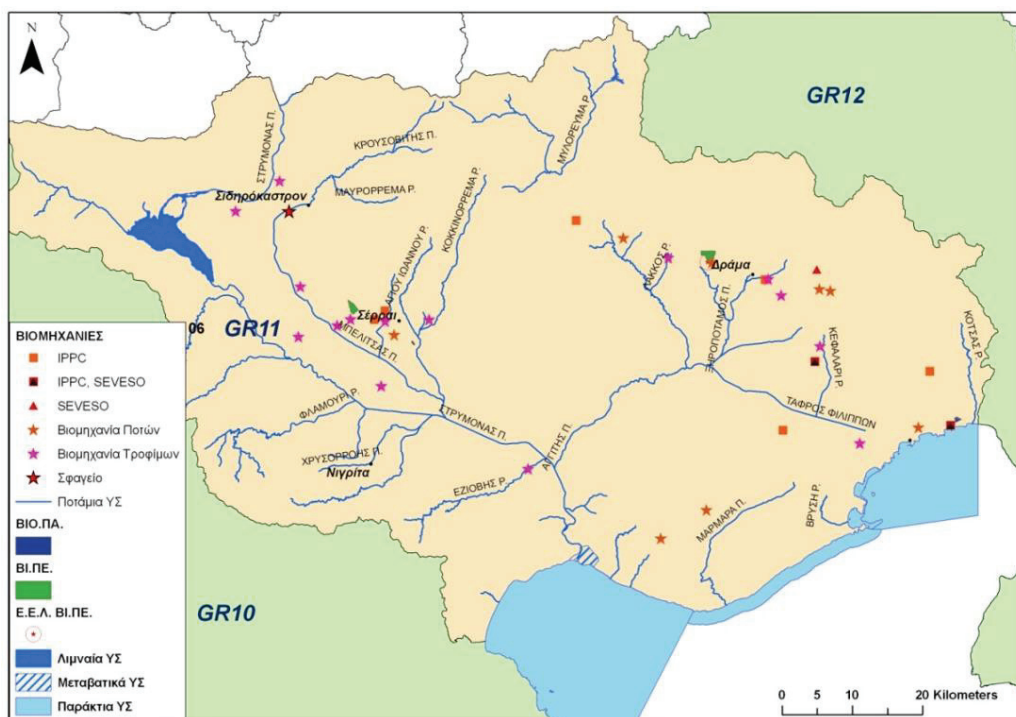 N
GR12
ΣΤΡΥΜΟΝΑΣ Π.
ΚΡΟΥΣΟΒΙΤΗΣ Π.
ΜΥΛΟΡΕΥΜΑ Ρ.
Σιδηρόκαστρον
ΜΑΥΡΟΡΡΕΜΑ Ρ.
ΚΟΚΚΙΝΟΡΡΕΜΑ Ρ.
ΑΓΙΟΥ ΙΩΑΝΝΟΥ Ρ.
ΛΑΚΚΟΣ Ρ.
Δράμα
ΞΗΡΟΠΟΤΑΜΟΣ Π.
ΚΟΤΣΑΣ Ρ.
06
GR11
Σέρραι
ΜΠΕΛΙΤΣΑΣ Π.
ΚΕΦΑΛΑΡΙ Ρ.
ΦΛΑΜΟΥΡΙ Ρ.
ΣΤΡΥΜΟΝΑΣ Π.
ΤΑΦΡΟΣ ΦΙΛΙΠΠΩΝ
ΧΡΥΣΟΡΡΟΗΣ Π.
Νιγρίτα
ΑΓΓΙΤΗΣ Π.
ΕΖΙΟΒΗΣ Ρ.
ΜΑΡΜΑΡΑ Π.
ΒΡΥΣΗ Ρ.
GR10
ΒΙΟΜΗΧΑΝΙΕΣ
IPPC
IPPC, SEVESO
SEVESO
Βιομηχανία Ποτών
Βιομηχανία Τροφίμων
Σφαγείο
Ποτάμια ΥΣ
ΒΙΟ.ΠΑ.
ΒΙ.ΠΕ.
Ε.Ε.Λ. ΒΙ.ΠΕ.
Λιμναία ΥΣ
Μεταβατικά ΥΣ
Παράκτια ΥΣ
0 5 10 20 Kilometers